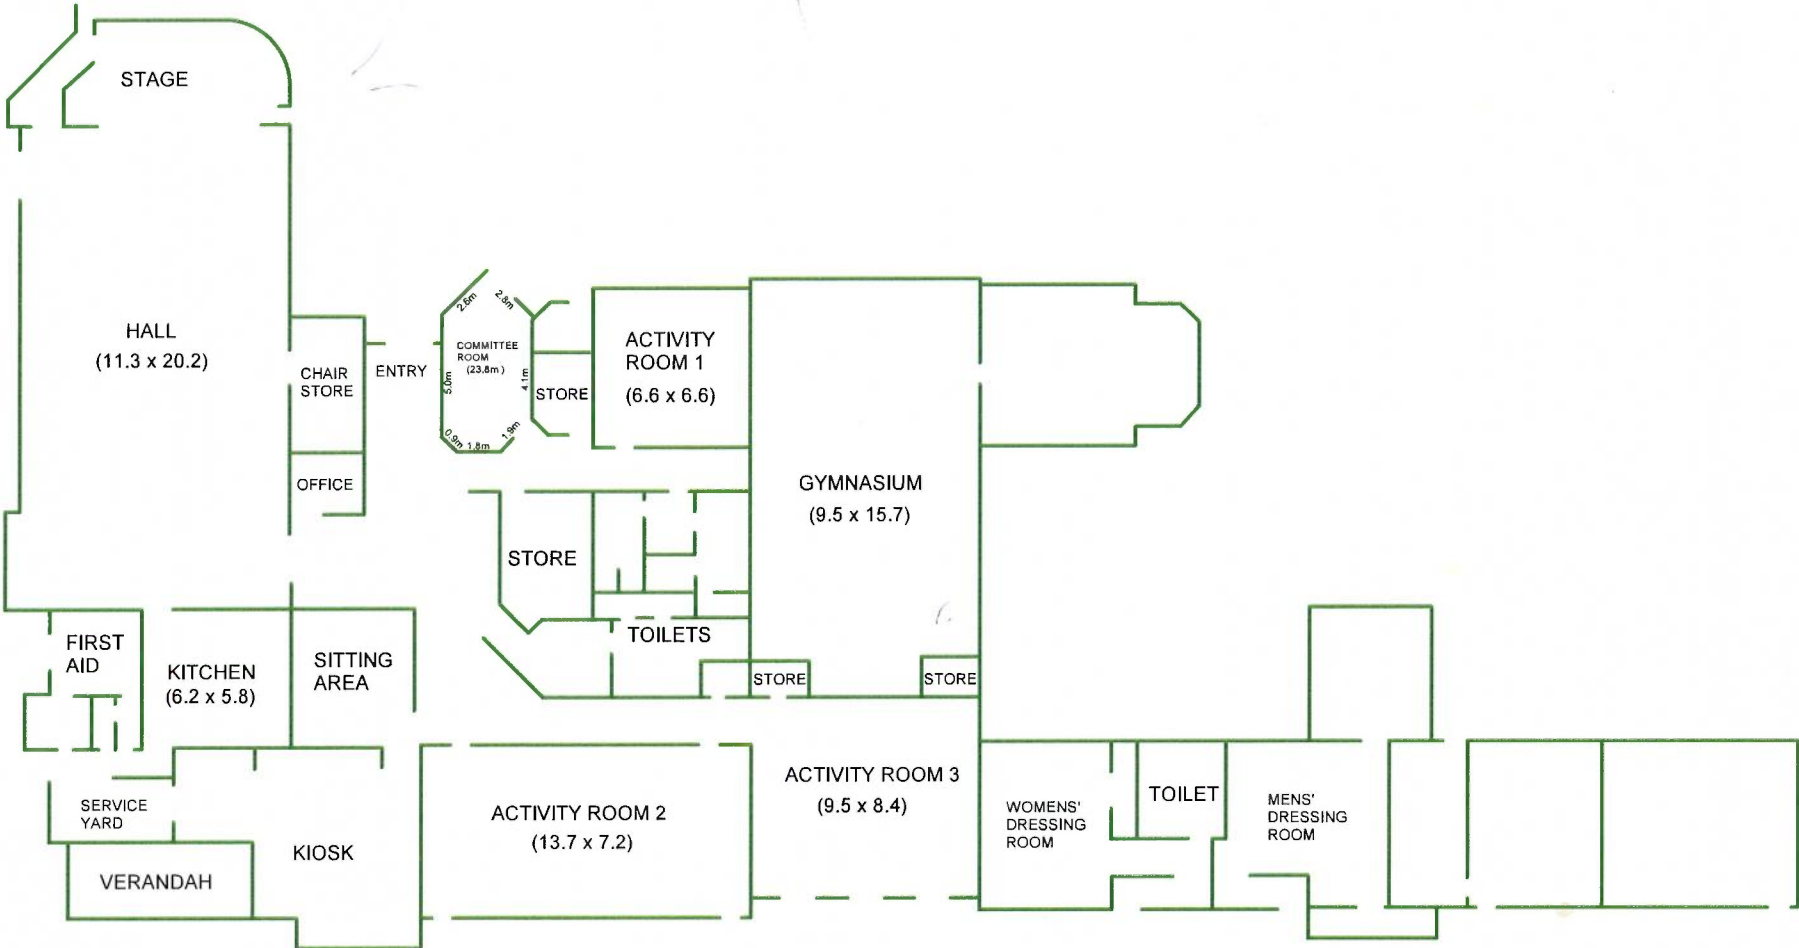 STAGE
HALL
(11.3 x 20.2)
CHAIR
STORE
ENTRY
OFFICE
2.6m
2.8m
COMMITTEE
ROOM
(23.8m)
5.0m
4.1m
0.9m
1.8m
1.9m
STORE
ACTIVITY
ROOM 1
(6.6 x 6.6)
GYMNASIUM
(9.5 x 15.7)
STORE
TOILETS
STORE
STORE
FIRST
AID
KITCHEN
(6.2 x 5.8)
SITTING
AREA
SERVICE
YARD
VERANDAH
KIOSK
ACTIVITY ROOM 2
(13.7 x 7.2)
ACTIVITY ROOM 3
(9.5 x 8.4)
WOMENS'
DRESSING
ROOM
TOILET
MENS'
DRESSING
ROOM